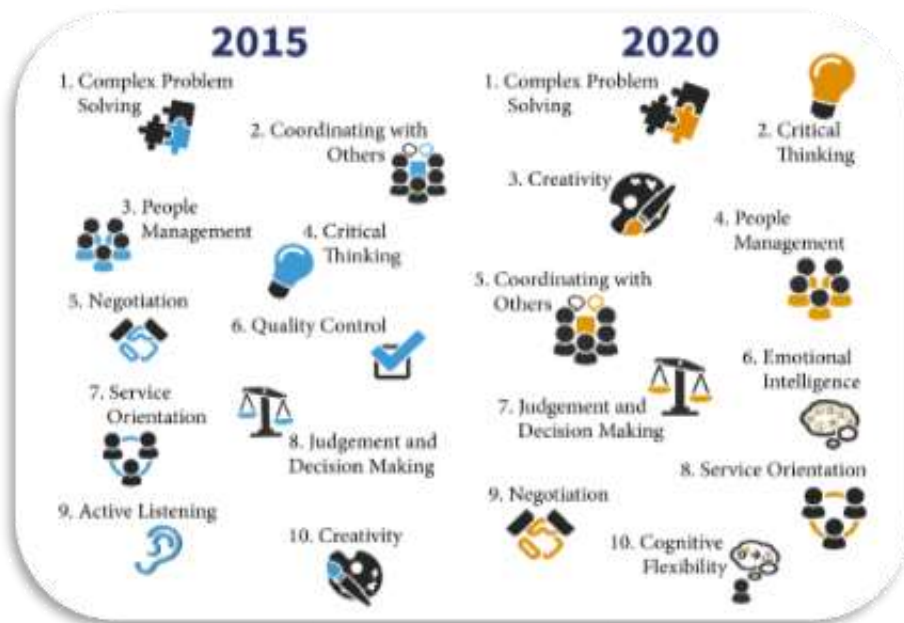 2015
1. Complex Problem
Solving
2. Coordinating with
Others
3. People
Management
4. Critical
Thinking
5. Negotiation
6. Quality Control
7. Service
Orientation
8. Judgement and
Decision Making
9. Active Listening
10. Creativity
2020
1. Complex Problem
Solving
2. Critical
Thinking
3. Creativity
4. People
Management
5. Coordinating with
Others
6. Emotional
Intelligence
7. Judgement and
Decision Making
8. Service Orientation
9. Negotiation
10. Cognitive
Flexibility